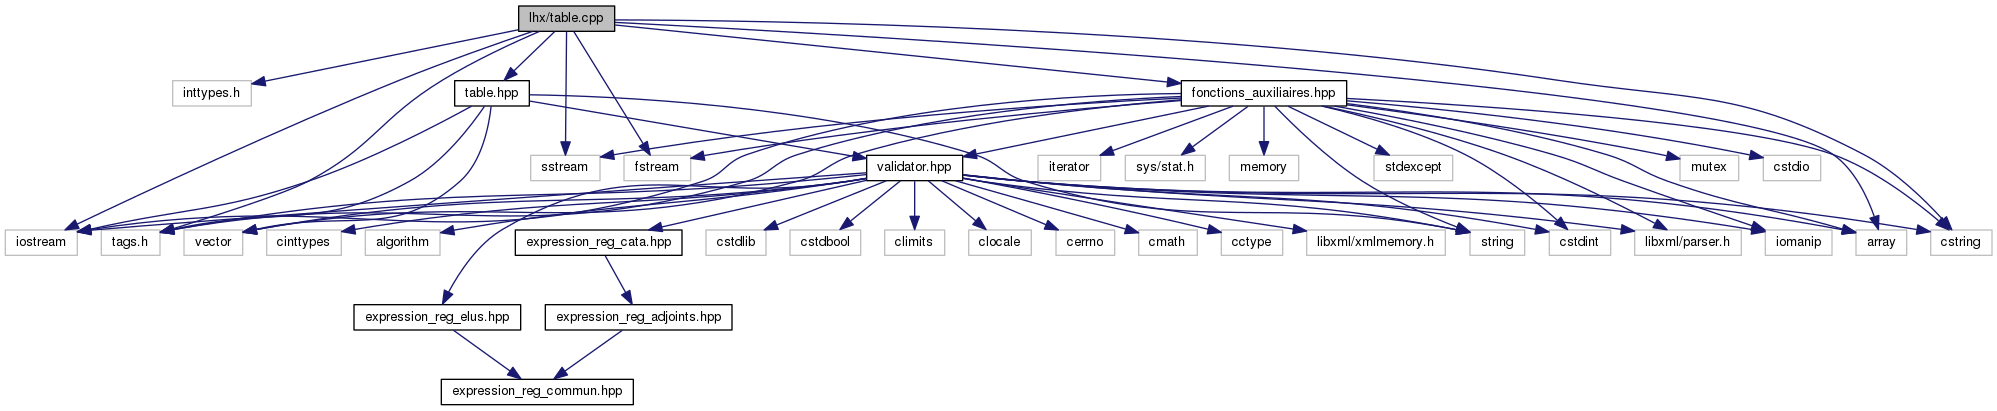 lhx/table.cpp
inttypes.h
table.hpp
fonctions_auxiliaires.hpp
sstream
fstream
validator.hpp
iterator
sys/stat.h
memory
stdexcept
mutex
cstdio
iostream
tags.h
vector
cinttypes
algorithm
expression_reg_cata.hpp
cstdlib
cstdbool
climits
clocale
cerrno
cmath
cctype
libxml/xmlmemory.h
string
cstdint
libxml/parser.h
iomanip
array
cstring
expression_reg_elus.hpp
expression_reg_adjoints.hpp
expression_reg_commun.hpp